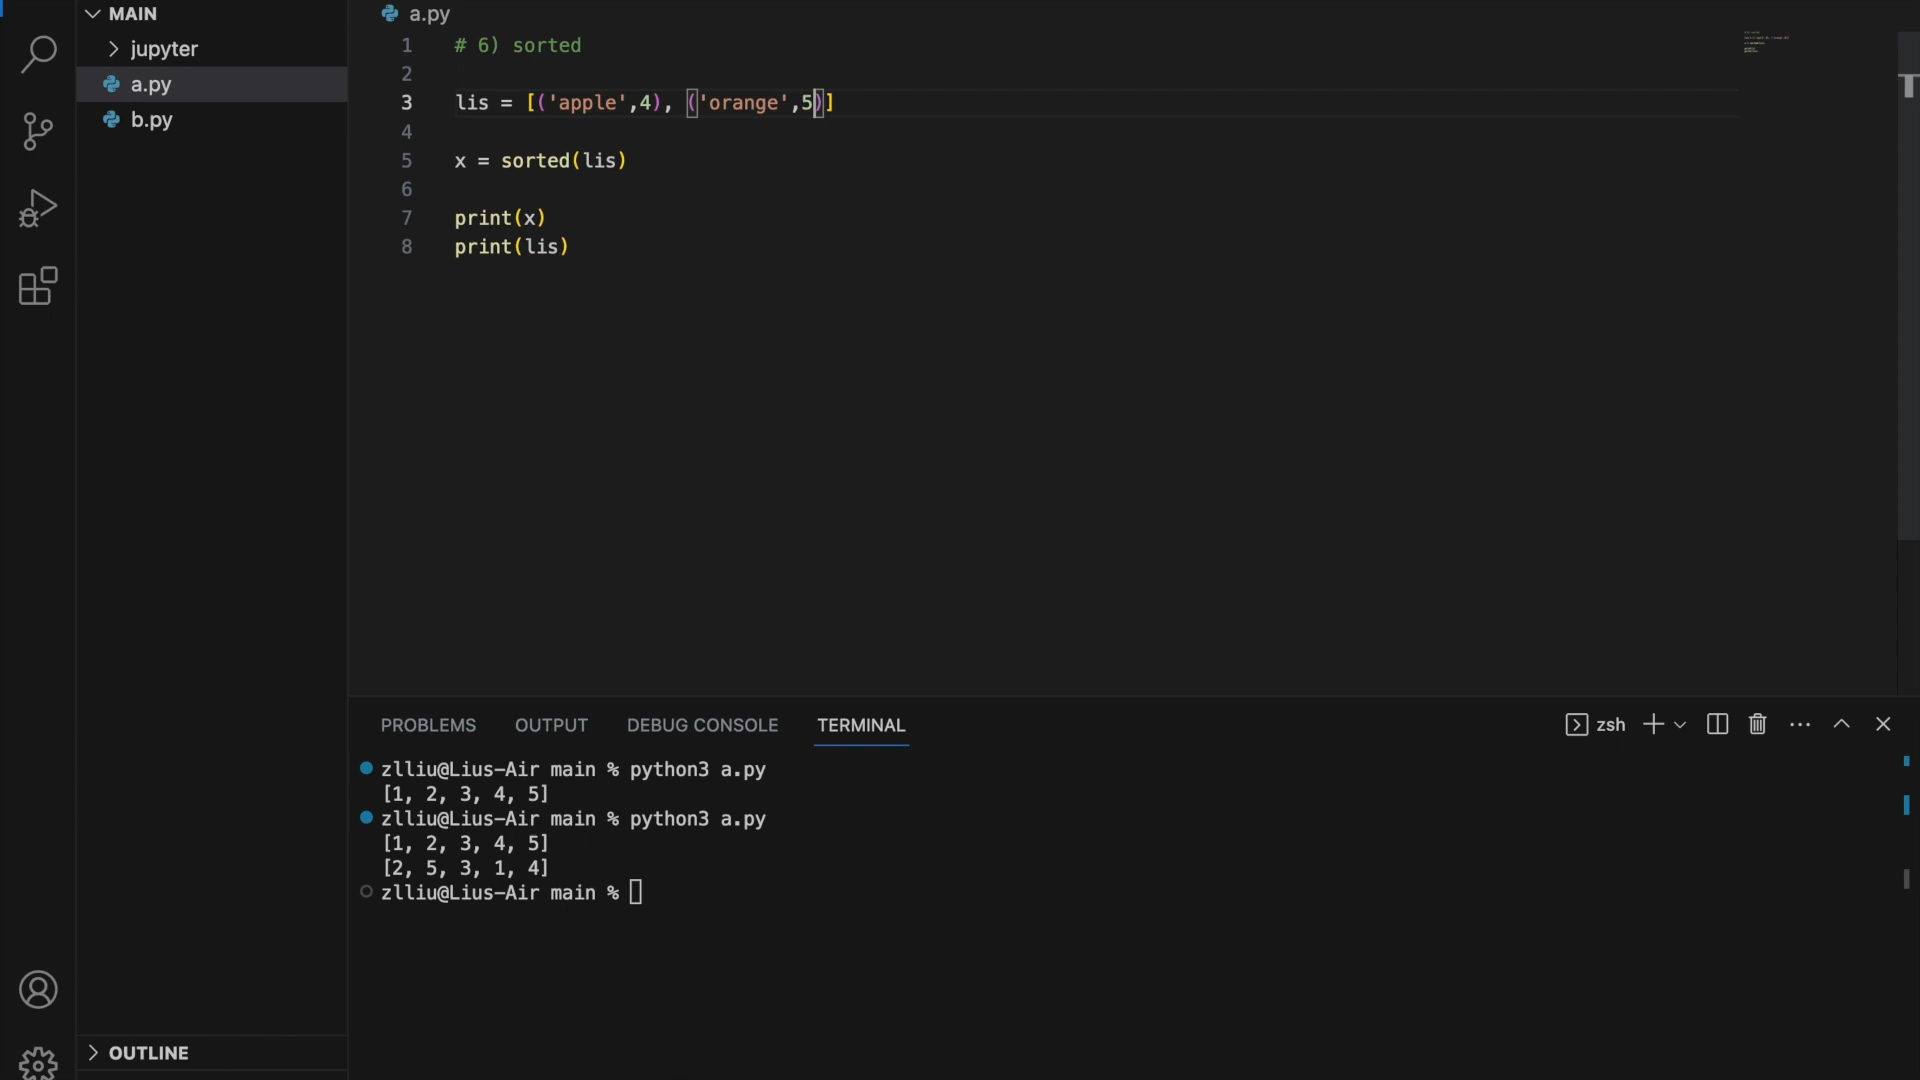 MAIN
jupyter
a.py
b.py
OUTLINE
a.py
1 # 6) sorted
2
3 lis = [('apple',4), ('orange',5)]
4
5 x = sorted(lis)
6
7 print(x)
8 print(lis)
PROBLEMS OUTPUT DEBUG CONSOLE TERMINAL zsh
zlliu@Lius-Air main % python3 a.py
[1, 2, 3, 4, 5]
zlliu@Lius-Air main % python3 a.py
[1, 2, 3, 4, 5]
[2, 5, 3, 1, 4]
zlliu@Lius-Air main %